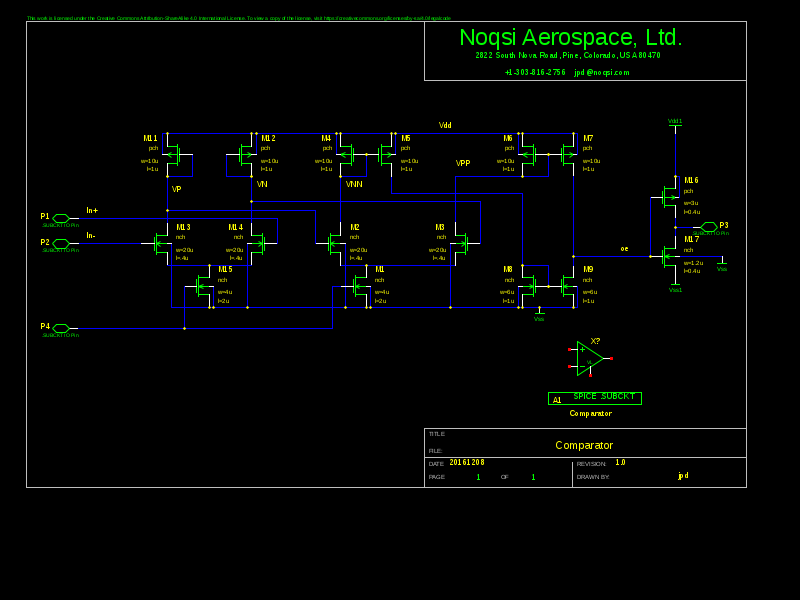 This work is licensed under the Creative Commons Attribution-ShareAlike 4.0 International License. To view a copy of the license, visit https://creativecommons.org/licenses/by-sa/4.0/legalcode
Noqsi Aerospace, Ltd.
2822 South Nova Road, Pine, Colorado, USA 80470
+1-303-816-2756 jpd@noqsi.com
Vdd
Vdd1
M11
pch
w=10u
l=1u
M12
pch
w=10u
l=1u
M4
pch
w=10u
l=1u
M5
pch
w=10u
l=1u
M6
pch
w=10u
l=1u
M7
pch
w=10u
l=1u
VP
VN
VNN
VPP
M16
pch
w=3u
l=0.4u
P1
In+
SUBCKT IO Pin
P2
In-
SUBCKT IO Pin
M13
nch
w=20u
l=.4u
M14
nch
w=20u
l=.4u
M2
nch
w=20u
l=.4u
M3
nch
w=20u
l=.4u
oe
P3
SUBCKT IO Pin
M17
nch
w=1.2u
l=0.4u
Vss
Vss1
M15
nch
w=4u
l=2u
M1
nch
w=4u
l=2u
M8
nch
w=6u
l=1u
M9
nch
w=6u
l=1u
Vss
P4
SUBCKT IO Pin
X?
A1 SPICE .SUBCKT
Comparator
TITLE
Comparator
FILE:
DATE 20161208
REVISION: 1.0
PAGE 1 OF 1
DRAWN BY: jpd